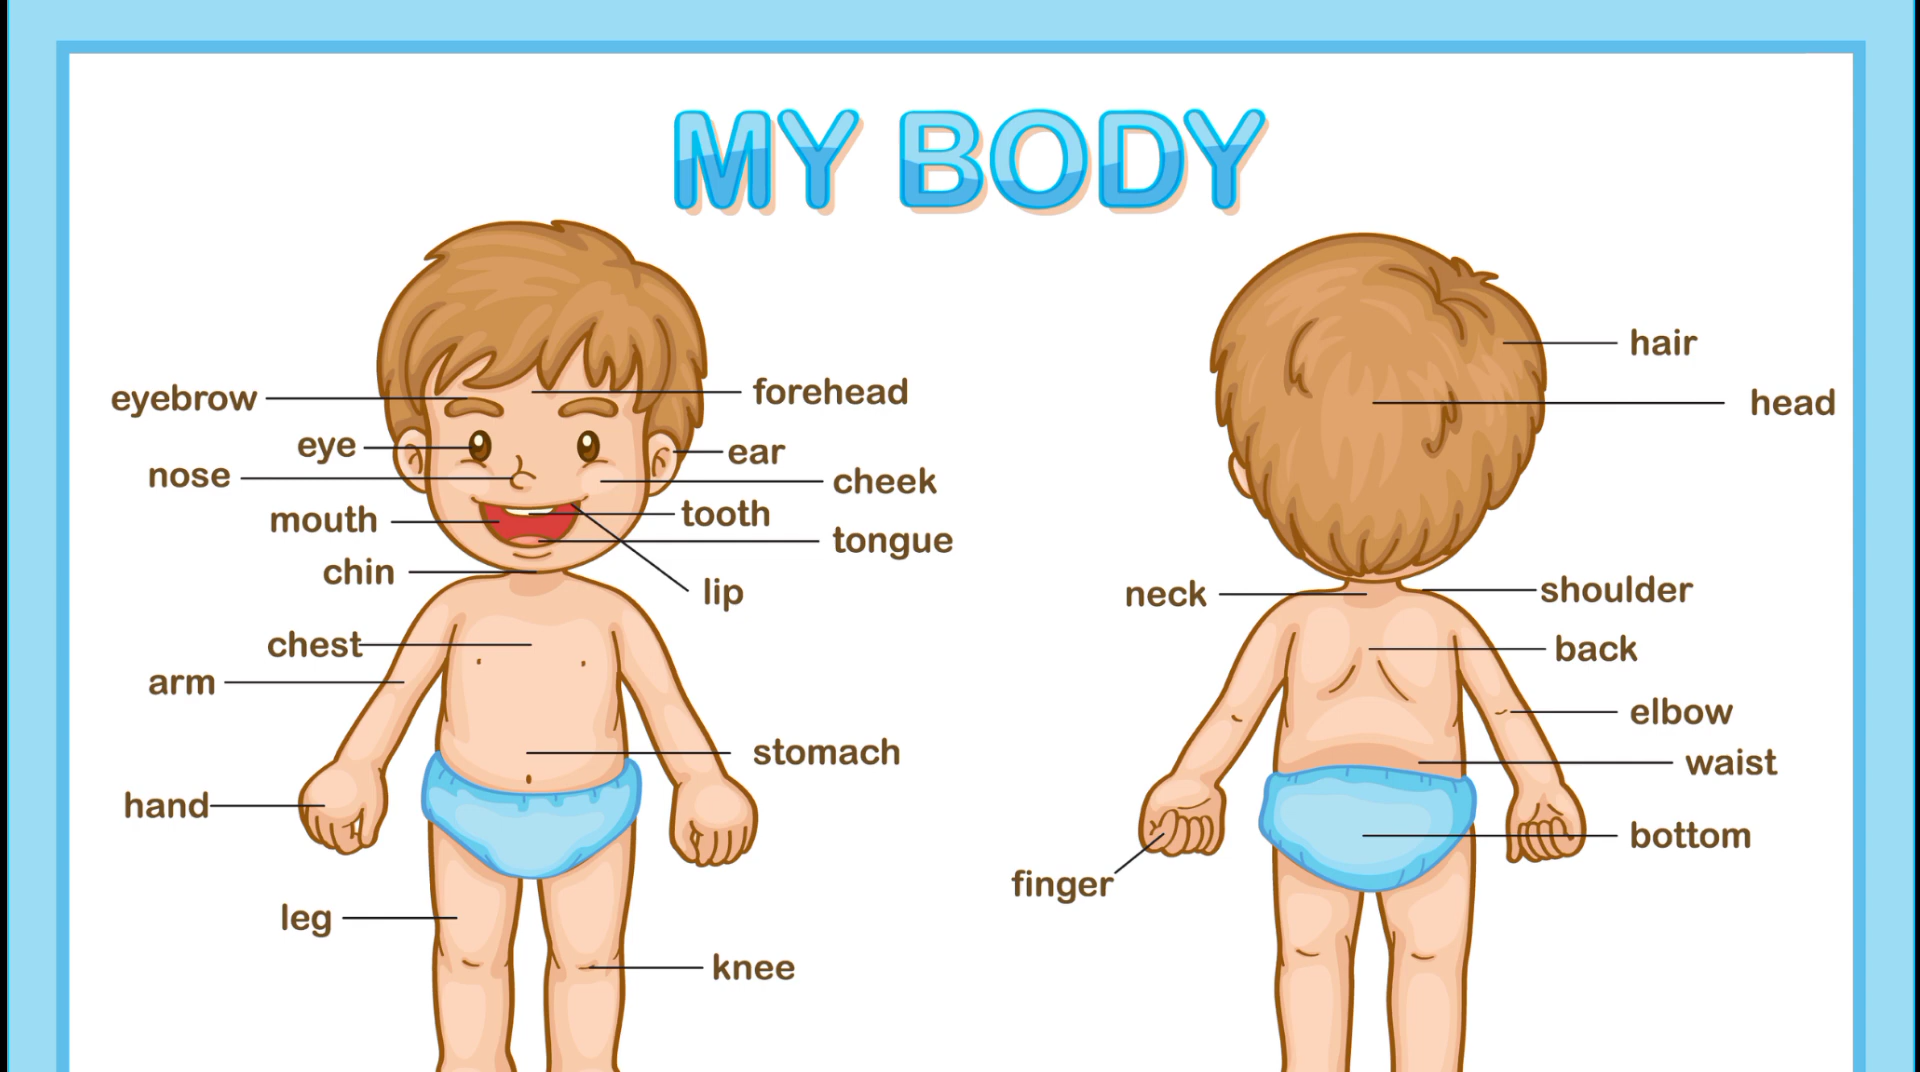 MY BODY
eyebrow
forehead
eye
ear
nose
cheek
mouth
tooth
tongue
chin
lip
chest
arm
stomach
hand
leg
knee
hair
head
neck
shoulder
back
elbow
waist
bottom
finger